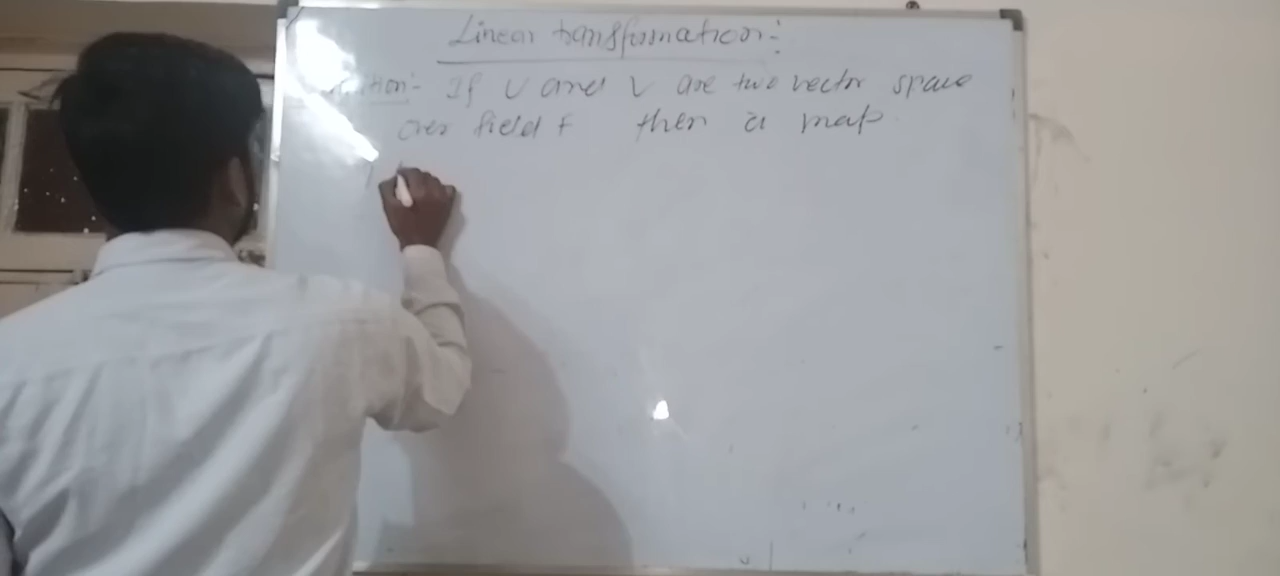 Linear transformation:-
If U and V are two vector space
over field F then a map